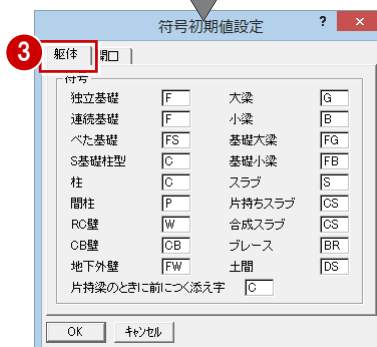 符号初期値設定 ? ×
3
躯体 開口
符号
独立基礎 F 大梁 G
連続基礎 F 小梁 B
べた基礎 FS 基礎大梁 FG
S基礎柱型 C 基礎小梁 FB
柱 C スラブ S
間柱 P 片持ちスラブ CS
RC壁 W 合成スラブ CS
CB壁 CB ブレース BR
地下外壁 FW 土間 DS
片持梁のときに前につく添え字 C
OK キャンセル